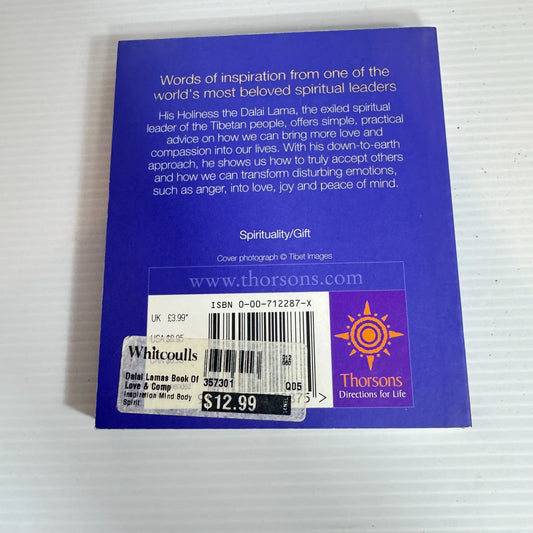 Words of inspiration from one of the
world's most beloved spiritual leaders
His Holiness the Dalai Lama, the exiled spiritual
leader of the Tibetan people, offers simple, practical
advice on how we can bring more love and
compassion into our lives. With his down-to-earth
approach, he shows us how to truly accept others
and how we can transform disturbing emotions,
such as anger, into love, joy and peace of mind.
Spirituality/Gift
Cover photograph © Tibet Images
www.thorsons.com
ISBN 0-00-712287-X
UK £3.99*
USA $8.95
Whitcoulls
Dalai Lamas Book Of
Love & Comp
357301
Q05
Inspiration Mind Body
Spirit
$12.99
Thorsons
Directions for Life